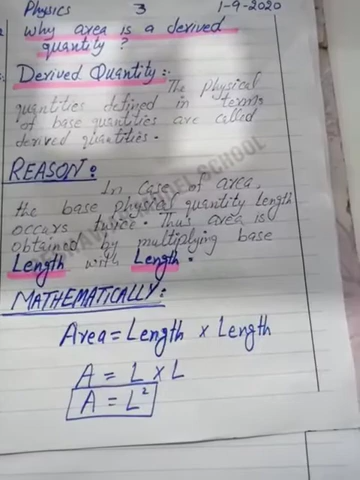 Physics 3 1-9-2020
why area is a derived
quantity ?
Derived Quantity :-
The physical
quantities defined in terms
of base quantities are called
derived quantities.
REASON:
In case of area,
the base physical quantity length
occurs twice. Thus area is
obtained by multiplying base
Length with Length.
MATHEMATICALLY:
Area = Length × Length
A = L × L
A = L²